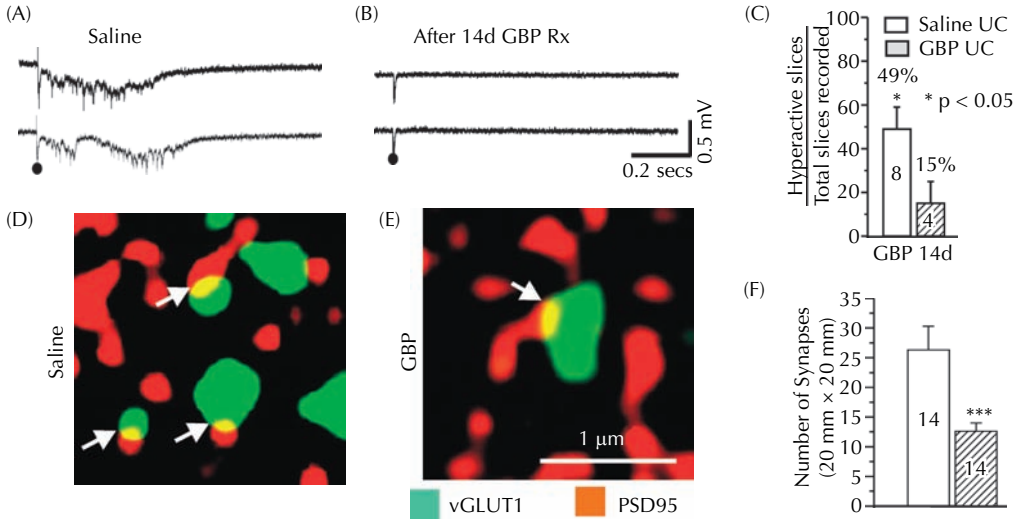 (A)
Saline
(B)
After 14d GBP Rx
0.5 mV
0.2 secs
(C)
Hyperactive slices
Total slices recorded
100
80
60
40
20
0
Saline UC
GBP UC
49%
*
* p < 0.05
15%
8
4
GBP 14d
(D)
Saline
(E)
GBP
1 μm
vGLUT1
PSD95
(F)
Number of Synapses
(20 mm × 20 mm)
35
30
25
20
15
10
5
0
14
***
14